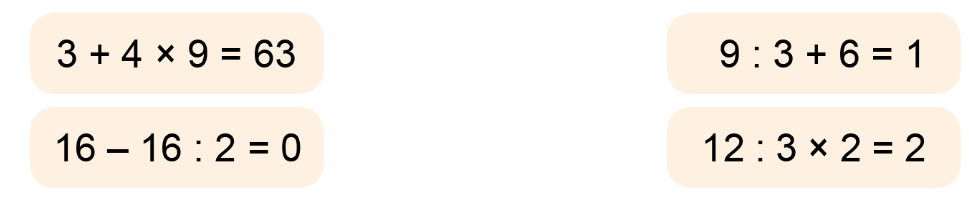 3 + 4 × 9 = 63
9 : 3 + 6 = 1
16 – 16 : 2 = 0
12 : 3 × 2 = 2